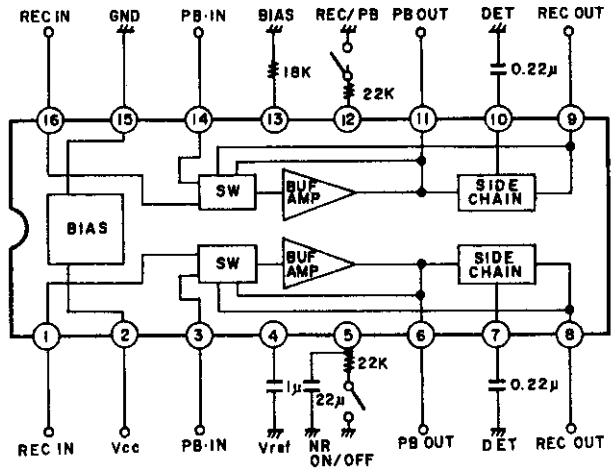 REC IN GND PB·IN BIAS REC/PB PB OUT DET REC OUT
18K 22K 0.22μ
16 15 14 13 12 11 10 9
SW BUF AMP SIDE CHAIN
BIAS
SW BUF AMP SIDE CHAIN
1 2 3 4 5 6 7 8
1μ 22μ 22K 0.22μ
REC IN Vcc PB·IN Vref NR ON/OFF PB OUT DET REC OUT